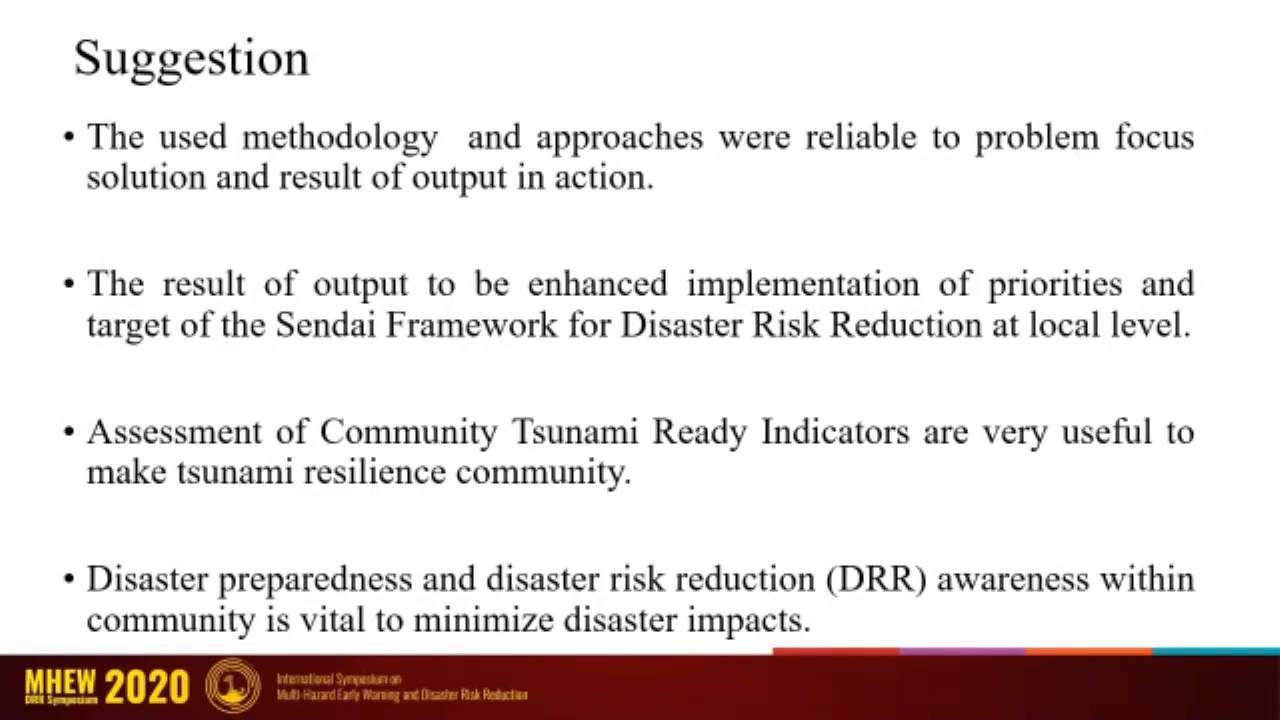 Suggestion
• The used methodology and approaches were reliable to problem focus
solution and result of output in action.
• The result of output to be enhanced implementation of priorities and
target of the Sendai Framework for Disaster Risk Reduction at local level.
• Assessment of Community Tsunami Ready Indicators are very useful to
make tsunami resilience community.
• Disaster preparedness and disaster risk reduction (DRR) awareness within
community is vital to minimize disaster impacts.
MHEW 2020
DRR Symposium
International Symposium on
Multi-Hazard Early Warning and Disaster Risk Reduction